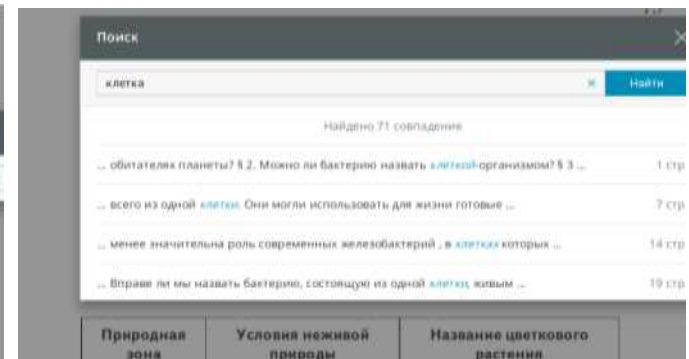 Поиск
клетка
Найти
Найдено 71 совпадение
... обитателях планеты? § 2. Можно ли бактерию назвать клеткой-организмом? § 3 ... 1 стр
... всего из одной клетки. Они могли использовать для жизни готовые ... 7 стр
... менее значительна роль современных железобактерий , в клетках которых ... 14 стр
... Вправе ли мы назвать бактерию, состоящую из одной клетки, живым ... 19 стр
Природная зона
Условия неживой природы
Название цветкового растения